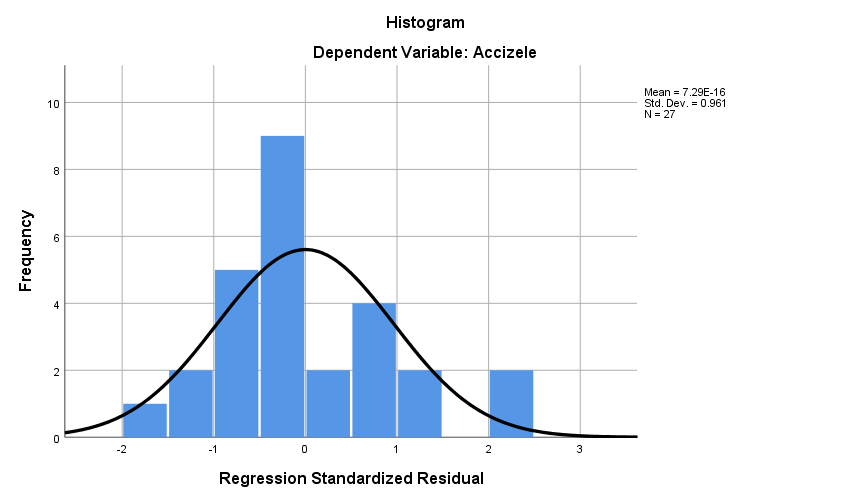 Histogram
Dependent Variable: Accizele
Mean = 7.29E-16
Std. Dev. = 0.961
N = 27
Frequency
10
8
6
4
2
0
-2
-1
0
1
2
3
Regression Standardized Residual